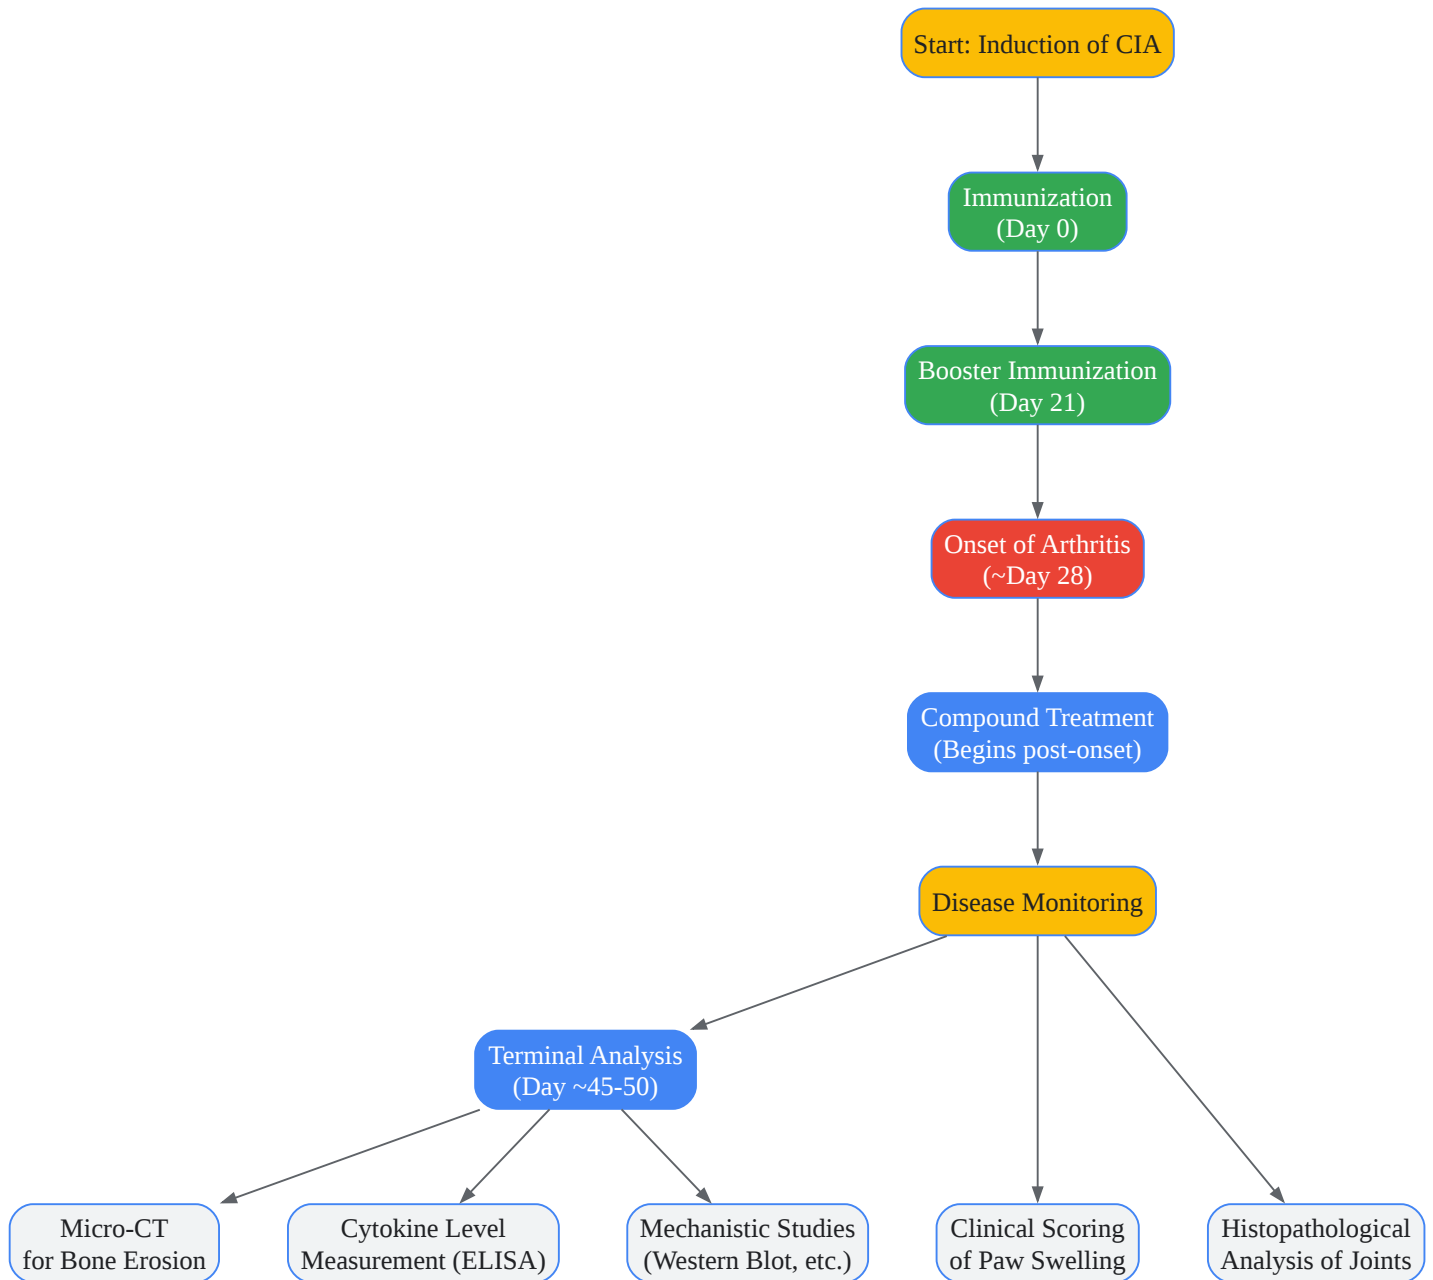 Start: Induction of CIA
Immunization
(Day 0)
Booster Immunization
(Day 21)
Onset of Arthritis
(~Day 28)
Compound Treatment
(Begins post-onset)
Disease Monitoring
Terminal Analysis
(Day ~45-50)
Micro-CT
for Bone Erosion
Cytokine Level
Measurement (ELISA)
Mechanistic Studies
(Western Blot, etc.)
Clinical Scoring
of Paw Swelling
Histopathological
Analysis of Joints